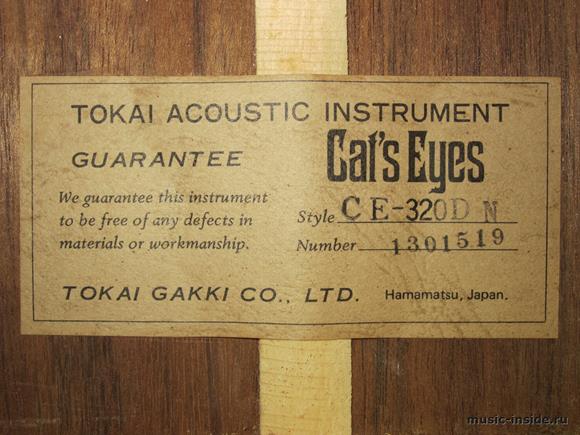 TOKAI ACOUSTIC INSTRUMENT
GUARANTEE
Cat's Eyes
We guarantee this instrument
to be free of any defects in
materials or workmanship.
Style CE-320D N
Number 1301519
TOKAI GAKKI CO., LTD. Hamamatsu, Japan.
music-inside.ru